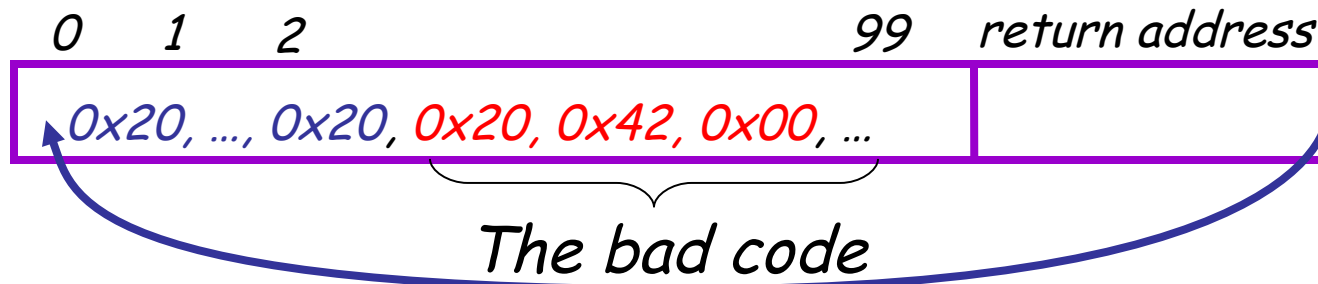 0 1 2 99 return address
0x20, ..., 0x20, 0x20, 0x42, 0x00, ...
The bad code